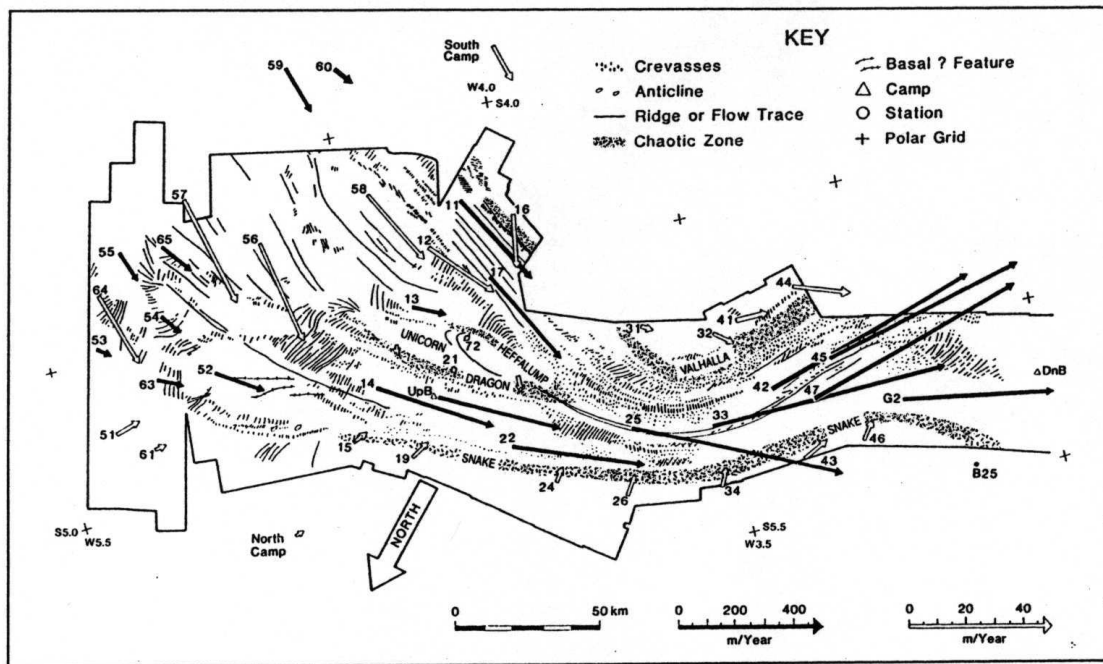 KEY
Crevasses
Anticline
Ridge or Flow Trace
Chaotic Zone
Basal ? Feature
Camp
Station
Polar Grid
South
Camp
W4.0
S4.0
59
60
57
58
11
16
56
12
17
55
65
64
13
44
54
53
63
52
31
41
32
VALHALLA
UNICORN
72
HEFFALUMP
21
DRAGON
14
UpB
45
42
47
DnB
G2
33
25
22
51
61
15
19
SNAKE
24
26
34
43
SNAKE
46
B25
S5.0
W5.5
North
Camp
NORTH
S5.5
W3.5
0 50 km
0 200 400
m/Year
0 20 40
m/Year